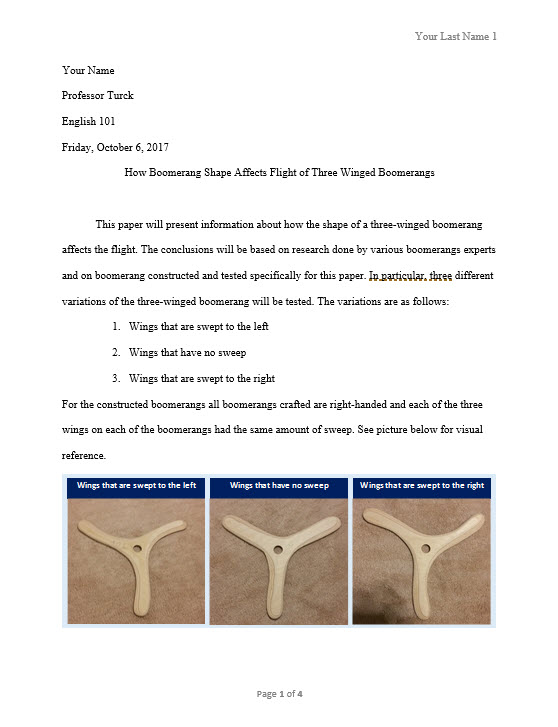 Your Last Name 1
Your Name
Professor Turck
English 101
Friday, October 6, 2017
How Boomerang Shape Affects Flight of Three Winged Boomerangs
This paper will present information about how the shape of a three-winged boomerang
affects the flight. The conclusions will be based on research done by various boomerangs experts
and on boomerang constructed and tested specifically for this paper. In particular, three different
variations of the three-winged boomerang will be tested. The variations are as follows:
1. Wings that are swept to the left
2. Wings that have no sweep
3. Wings that are swept to the right
For the constructed boomerangs all boomerangs crafted are right-handed and each of the three
wings on each of the boomerangs had the same amount of sweep. See picture below for visual
reference.
Wings that are swept to the left
Wings that have no sweep
Wings that are swept to the right
Page 1 of 4